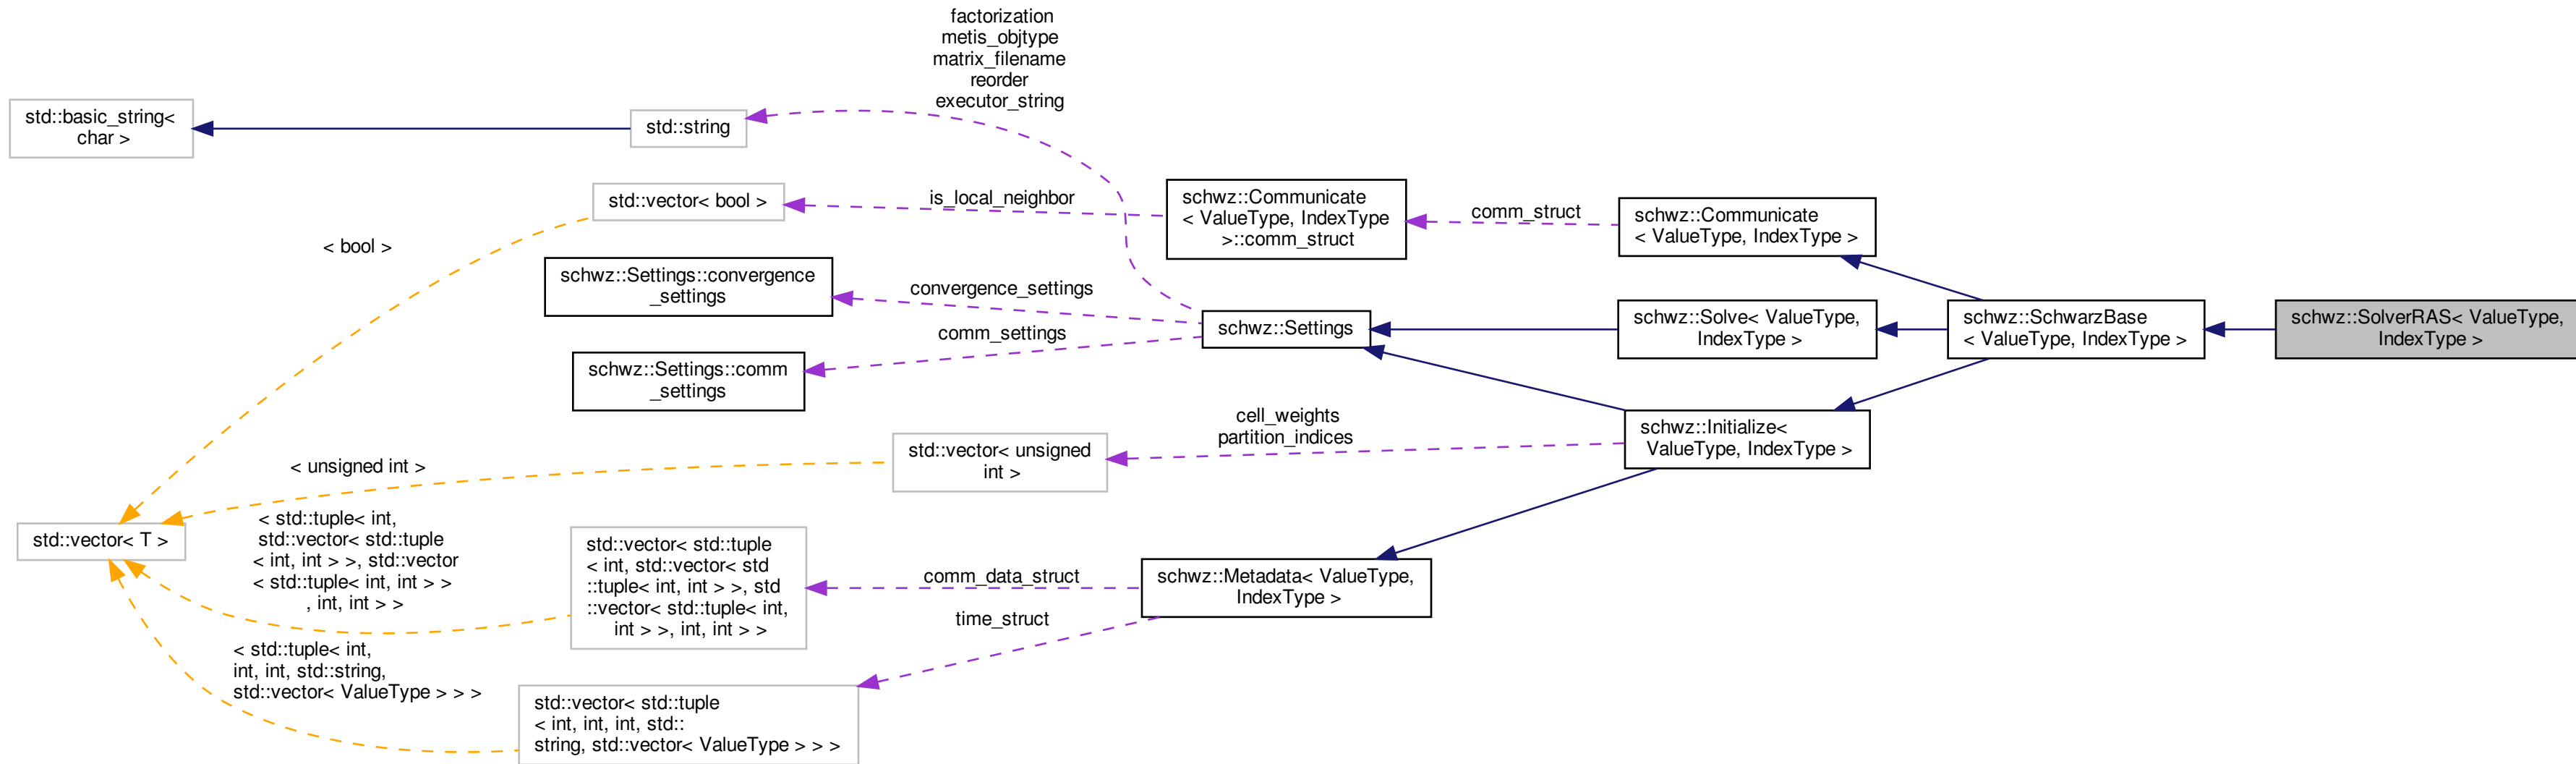 factorization
metis_objtype
matrix_filename
reorder
executor_string
std::basic_string<
char >
std::string
std::vector< bool >
is_local_neighbor
schwz::Communicate
< ValueType, IndexType
>::comm_struct
comm_struct
schwz::Communicate
< ValueType, IndexType >
< bool >
schwz::Settings::convergence
_settings
convergence_settings
schwz::Settings
schwz::Solve< ValueType,
IndexType >
schwz::SchwarzBase
< ValueType, IndexType >
schwz::SolverRAS< ValueType,
IndexType >
comm_settings
schwz::Settings::comm
_settings
cell_weights
partition_indices
schwz::Initialize<
ValueType, IndexType >
std::vector< unsigned
int >
< unsigned int >
std::vector< T >
< std::tuple< int,
std::vector< std::tuple
< int, int > >, std::vector
< std::tuple< int, int > >
, int, int > >
std::vector< std::tuple
< int, std::vector< std
::tuple< int, int > >, std
::vector< std::tuple< int,
int > >, int, int > >
comm_data_struct
schwz::Metadata< ValueType,
IndexType >
time_struct
< std::tuple< int,
int, int, std::string,
std::vector< ValueType > > >
std::vector< std::tuple
< int, int, int, std::
string, std::vector< ValueType > > >